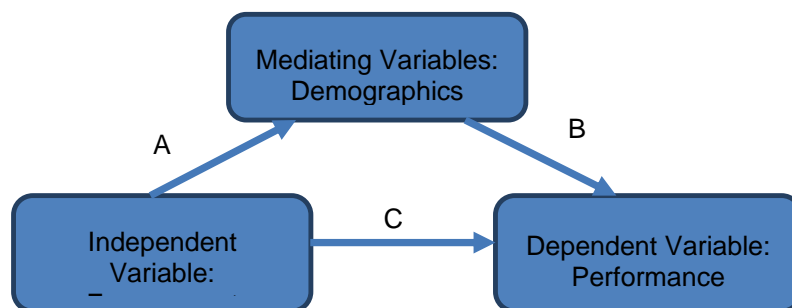 Mediating Variables:
Demographics
A
B
C
Independent
Variable:
Dependent Variable:
Performance